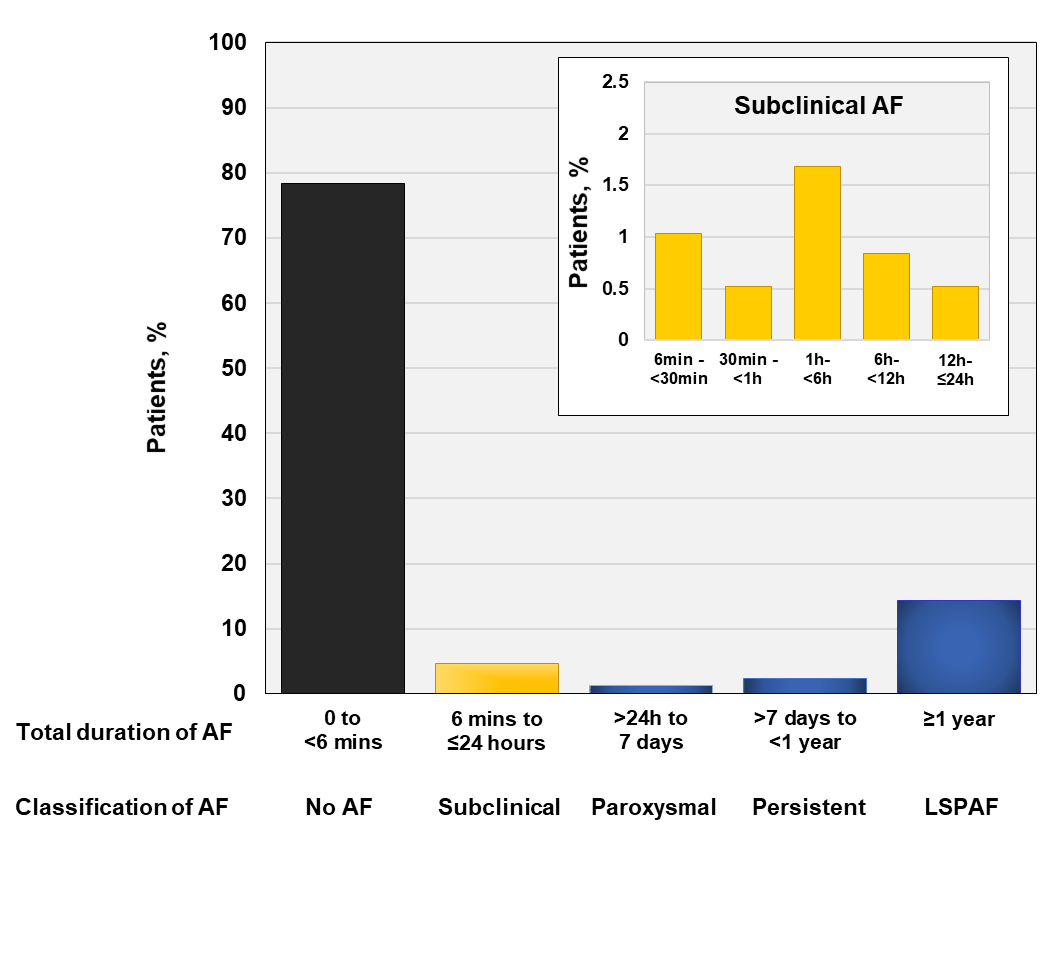 100
90
80
70
60
50
40
30
20
10
0
Patients, %
Subclinical AF
2.5
2
1.5
1
0.5
0
Patients, %
6min - 30min - 1h- 6h- 12h-
<30min <1h <6h <12h ≤24h
Total duration of AF
0 to 6 mins to >24h to >7 days to ≥1 year
<6 mins ≤24 hours 7 days <1 year
Classification of AF No AF Subclinical Paroxysmal Persistent LSPAF